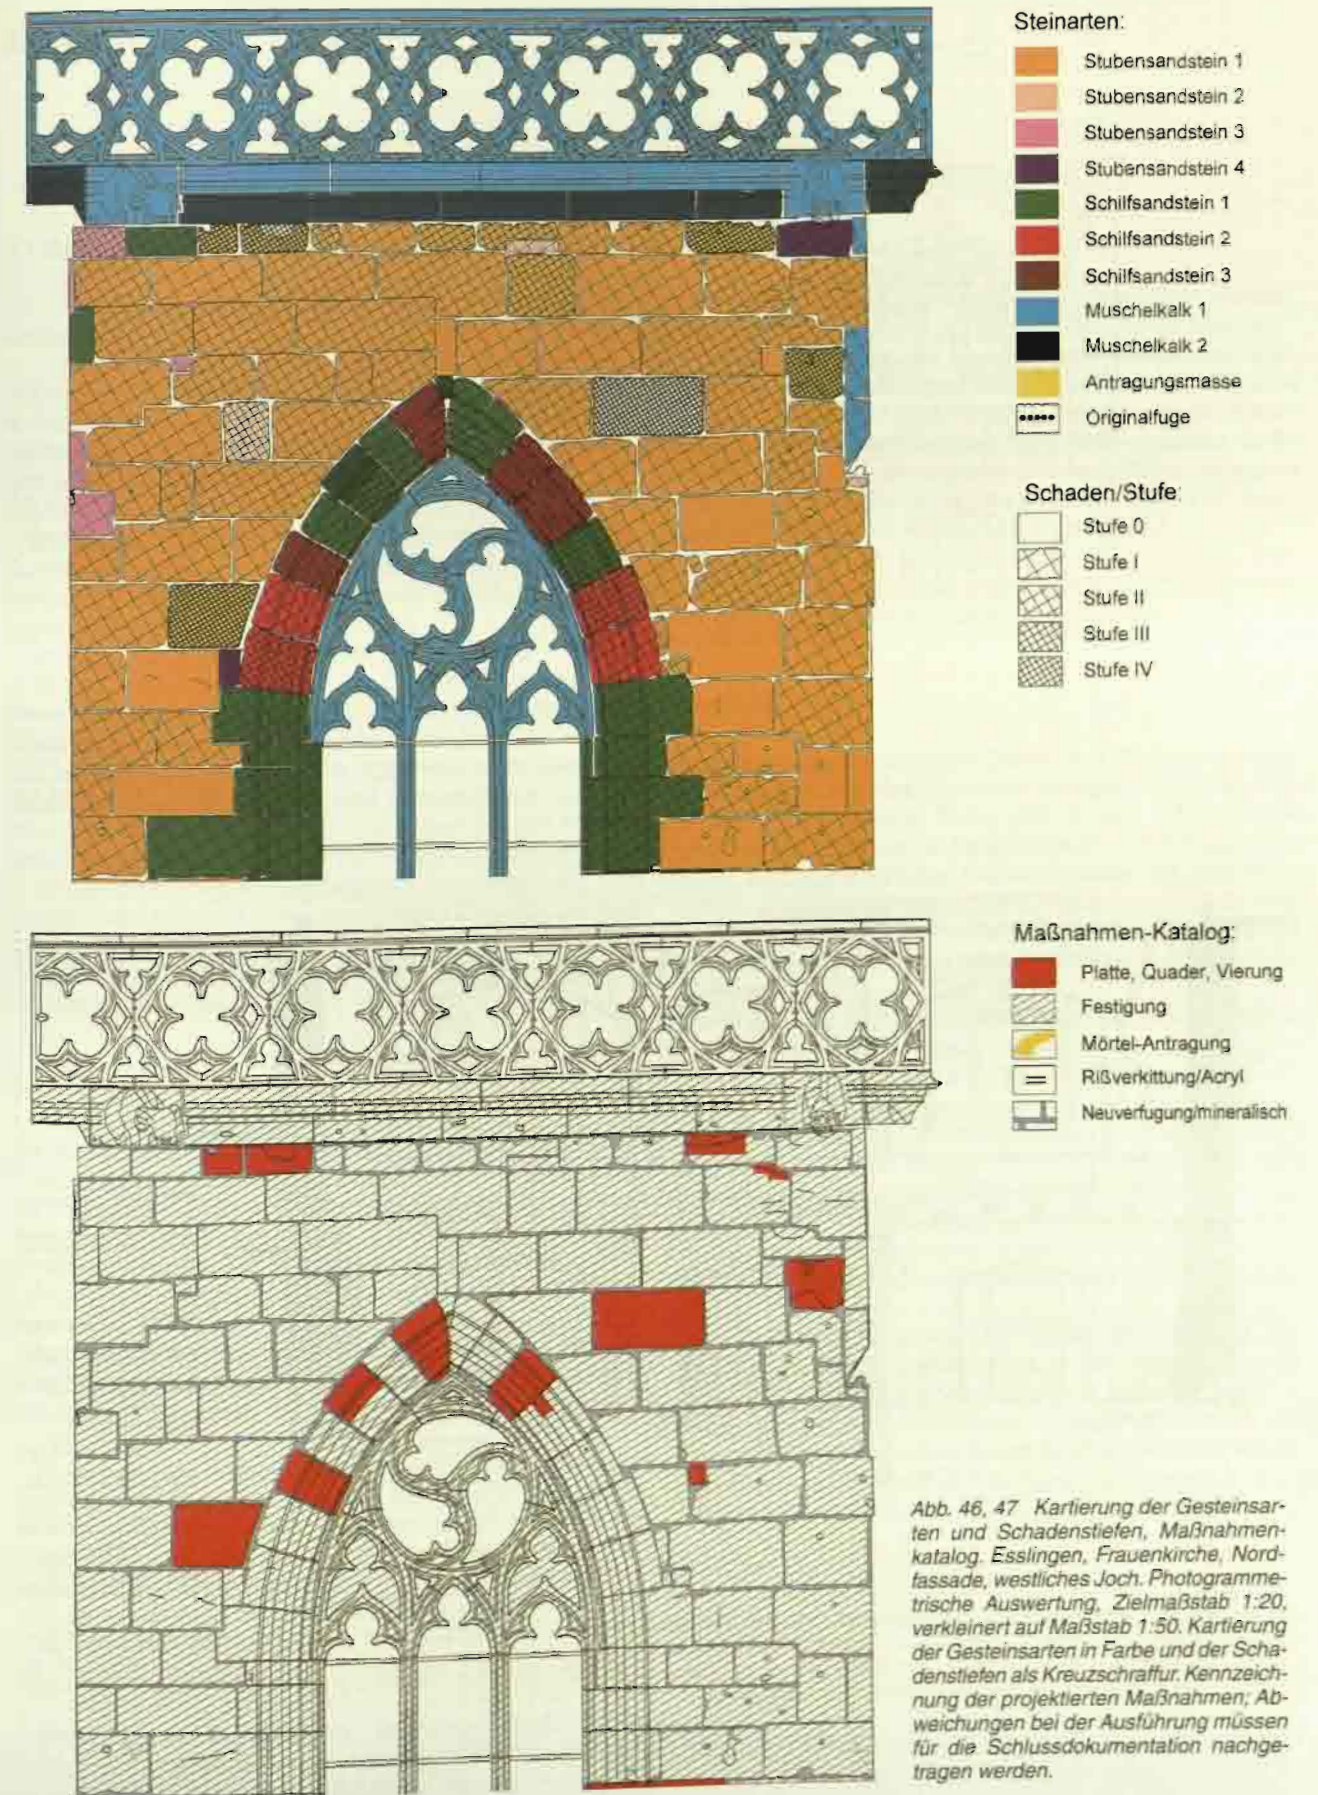 Steinarten:
Stubensandstein 1
Stubensandstein 2
Stubensandstein 3
Stubensandstein 4
Schilfsandstein 1
Schilfsandstein 2
Schilfsandstein 3
Muschelkalk 1
Muschelkalk 2
Antragungsmasse
Originalfuge
Schaden/Stufe:
Stufe 0
Stufe I
Stufe II
Stufe III
Stufe IV
Maßnahmen-Katalog:
Platte, Quader, Vierung
Festigung
Mörtel-Antragung
Rißverkittung/Acryl
Neuverfugung/mineralisch
Abb. 46, 47 Kartierung der Gesteinsar-
ten und Schadenstiefen, Maßnahmen-
katalog. Esslingen, Frauenkirche, Nord-
fassade, westliches Joch. Photogramme-
trische Auswertung, Zielmaßstab 1:20,
verkleinert auf Maßstab 1:50. Kartierung
der Gesteinsarten in Farbe und der Scha-
denstiefen als Kreuzschraffur. Kennzeich-
nung der projektierten Maßnahmen; Ab-
weichungen bei der Ausführung müssen
für die Schlussdokumentation nachge-
tragen werden.